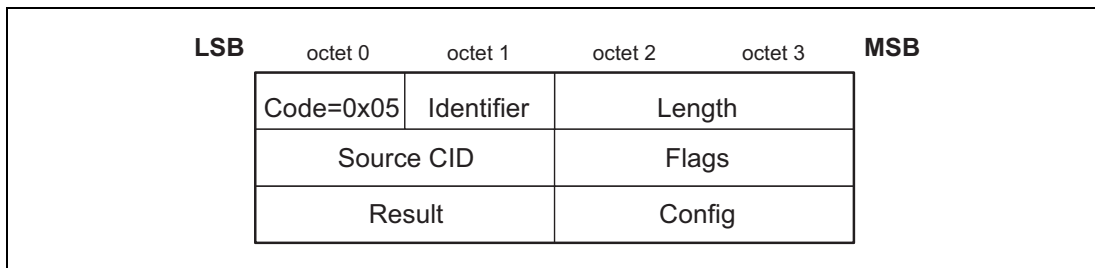 LSB octet 0 octet 1 octet 2 octet 3 MSB
Code=0x05 Identifier Length
Source CID Flags
Result Config